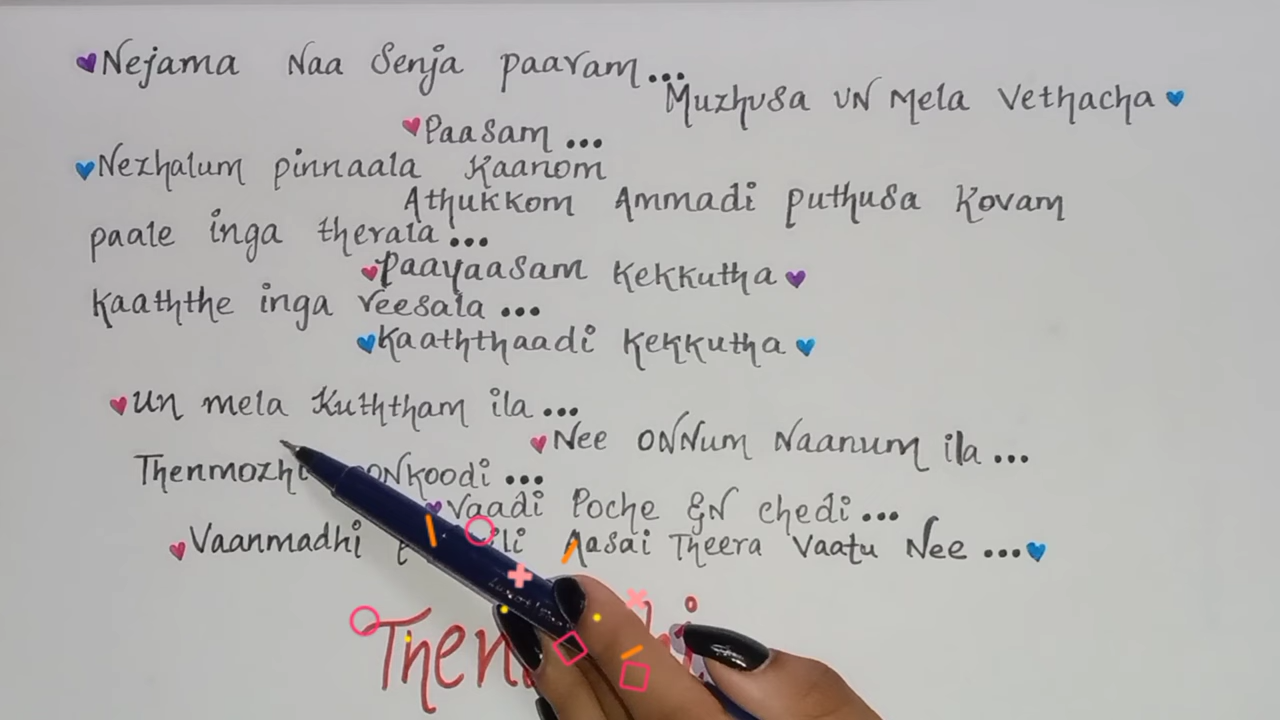 Nejama Naa Senja paavam...
Muzhusa UN Mela Vethacha
Paasam...
Nezhalum pinnaala Kaanom
Athukkom Ammadi puthusa Kovam
paale inga therala...
paayaasam Kekkutha
Kaaththe inga veesala...
Kaaththaadi Kekkutha
Un mela Kuththam ila...
Nee ONNum Naanum ila...
Thenmozhi
Vaadi Poche EN chedi...
Vaanmadhi Aasai Theera Vaatu Nee...